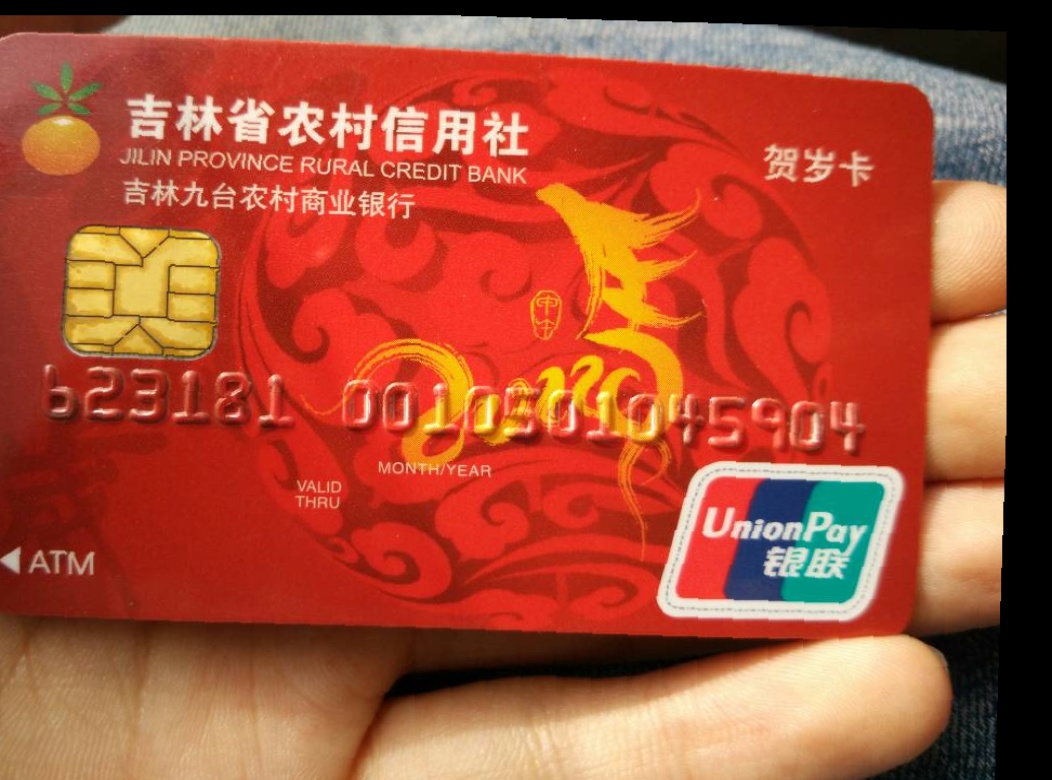 吉林省农村信用社
JILIN PROVINCE RURAL CREDIT BANK
吉林九台农村商业银行
贺岁卡
623181 0010501045904
MONTH/YEAR
VALID
THRU
ATM
UnionPay
银联